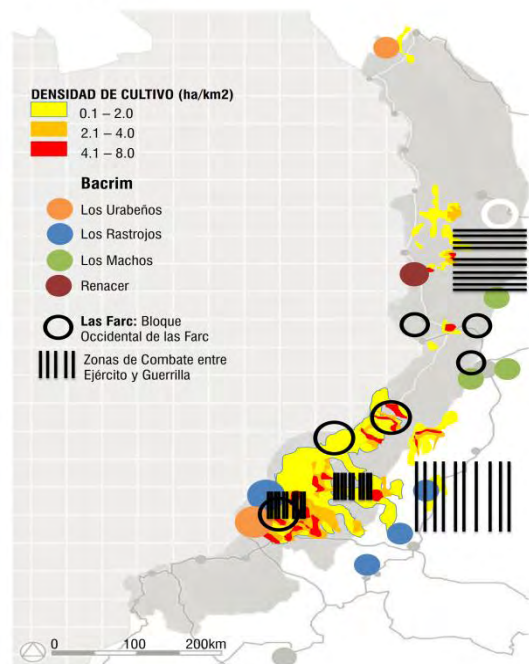 DENSIDAD DE CULTIVO (ha/km2)
0.1 – 2.0
2.1 – 4.0
4.1 – 8.0
Bacrim
Los Urabeños
Los Rastrojos
Los Machos
Renacer
Las Farc: Bloque
Occidental de las Farc
Zonas de Combate entre
Ejército y Guerrilla
0 100 200km